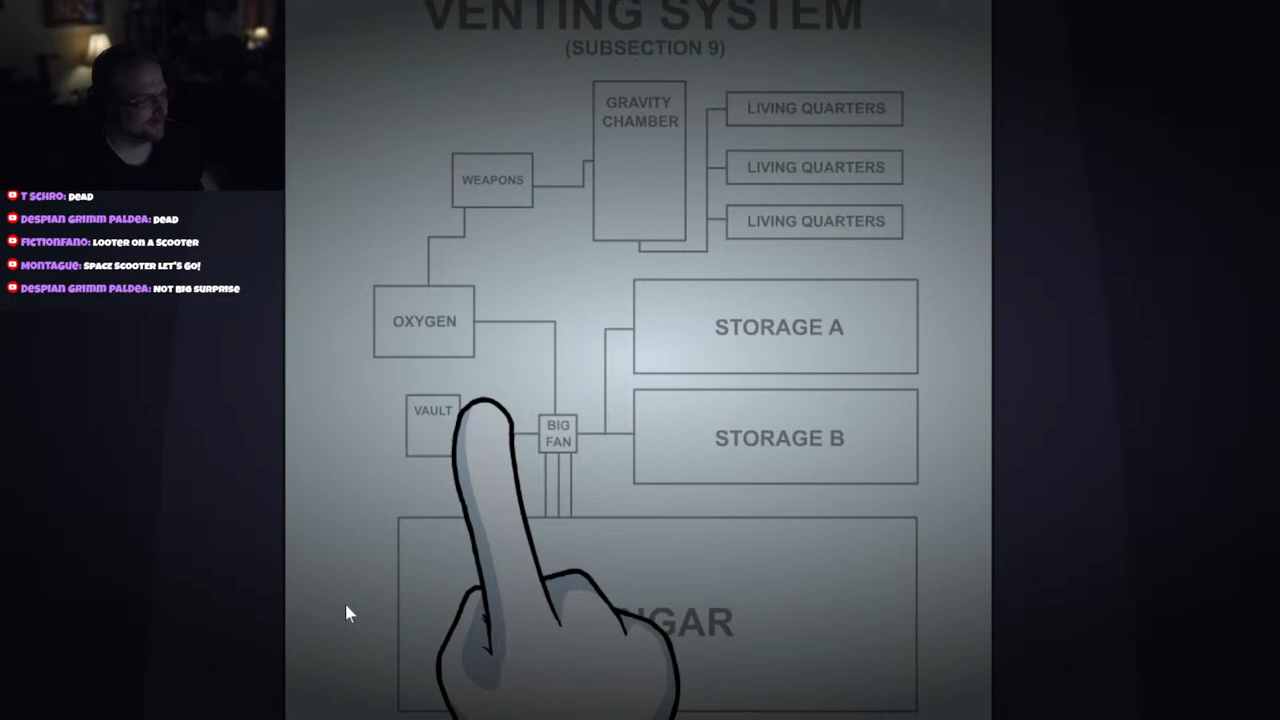 VENTING SYSTEM
(SUBSECTION 9)
GRAVITY
CHAMBER
LIVING QUARTERS
WEAPONS
LIVING QUARTERS
LIVING QUARTERS
OXYGEN
STORAGE A
VAULT
BIG
FAN
STORAGE B
NGAR
T SCHRO: DEAD
DESPIAN GRIMM PALDEA: DEAD
FICTIONFANO: LOOTER ON A SCOOTER
MONTAGUE: SPACE SCOOTER LET'S GO!
DESPIAN GRIMM PALDEA: NOT BIG SURPRISE